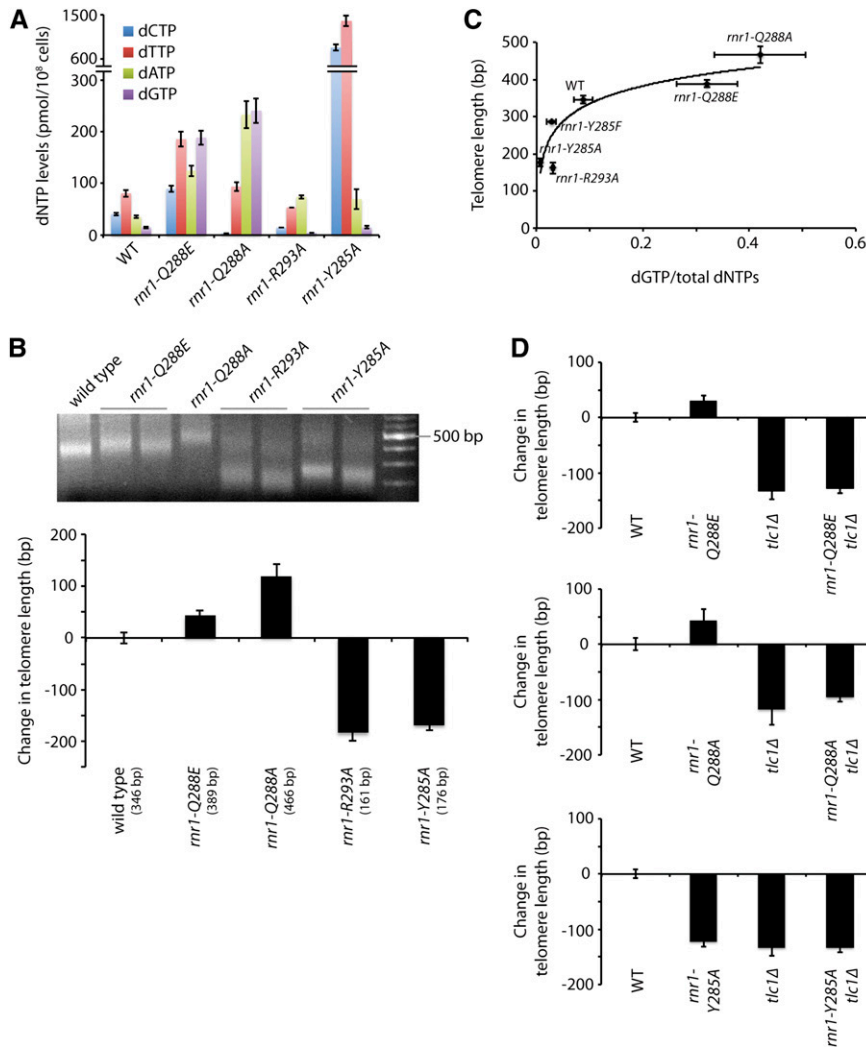 A
1500
600
300
200
100
0
dNTP levels (pmol/10⁸ cells)
dCTP
dTTP
dATP
dGTP
WT
rnr1-Q288E
rnr1-Q288A
rnr1-R293A
rnr1-Y285A
C
500
400
300
200
100
0
Telomere length (bp)
rnr1-Q288A
WT
rnr1-Q288E
rnr1-Y285F
rnr1-Y285A
rnr1-R293A
0
0.2
0.4
0.6
dGTP/total dNTPs
B
wild type
rnr1-Q288E
rnr1-Q288A
rnr1-R293A
rnr1-Y285A
500 bp
200
100
0
-100
-200
Change in telomere length (bp)
wild type
(346 bp)
rnr1-Q288E
(389 bp)
rnr1-Q288A
(466 bp)
rnr1-R293A
(161 bp)
rnr1-Y285A
(176 bp)
D
100
0
-100
-200
Change in
telomere length (bp)
WT
rnr1-
Q288E
tlc1Δ
rnr1-Q288E
tlc1Δ
100
0
-100
-200
Change in
telomere length (bp)
WT
rnr1-
Q288A
tlc1Δ
rnr1-Q288A
tlc1Δ
100
0
-100
-200
Change in
telomere length (bp)
WT
rnr1-
Y285A
tlc1Δ
rnr1-Y285A
tlc1Δ